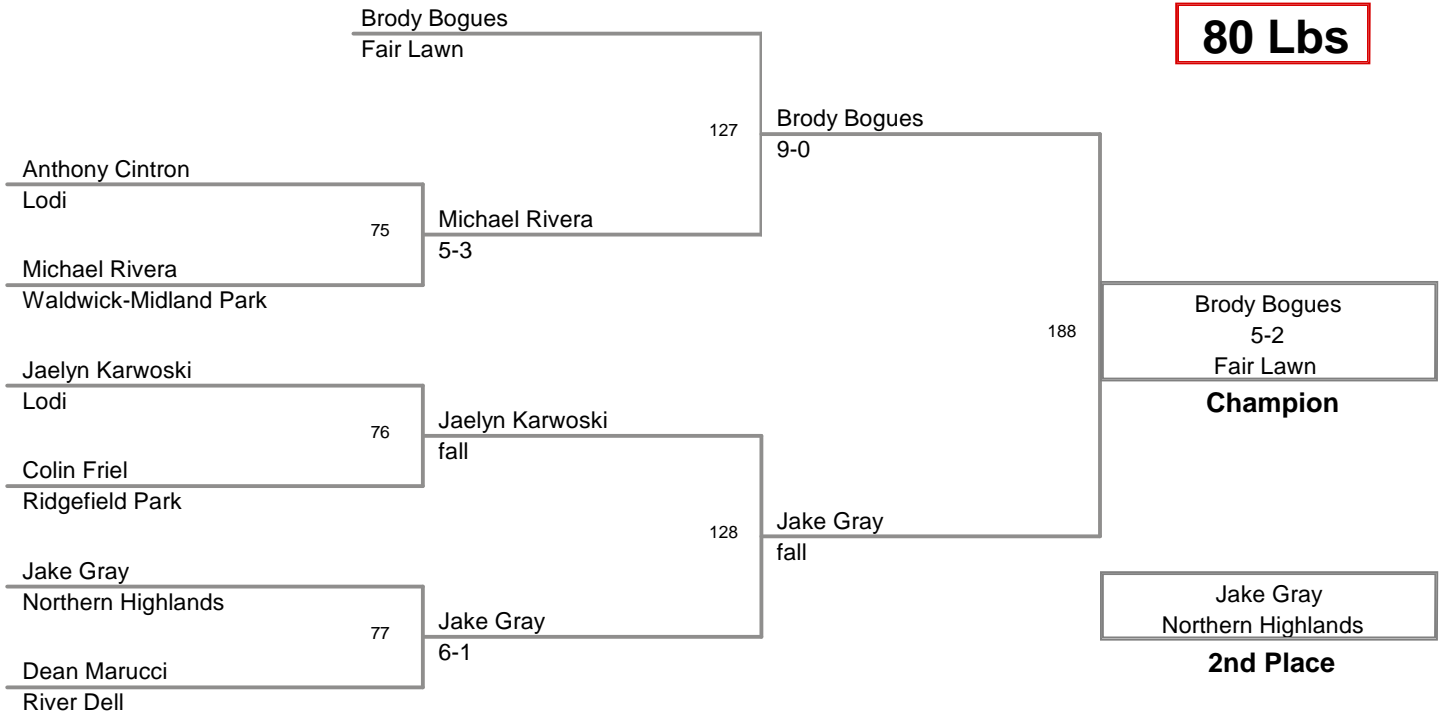 Brody Bogues
Fair Lawn
80 Lbs
127
Brody Bogues
9-0
Anthony Cintron
Lodi
75
Michael Rivera
5-3
Michael Rivera
Waldwick-Midland Park
188
Brody Bogues
5-2
Fair Lawn
Champion
Jaelyn Karwoski
Lodi
76
Jaelyn Karwoski
fall
Colin Friel
Ridgefield Park
128
Jake Gray
fall
Jake Gray
Northern Highlands
77
Jake Gray
6-1
Dean Marucci
River Dell
Jake Gray
Northern Highlands
2nd Place